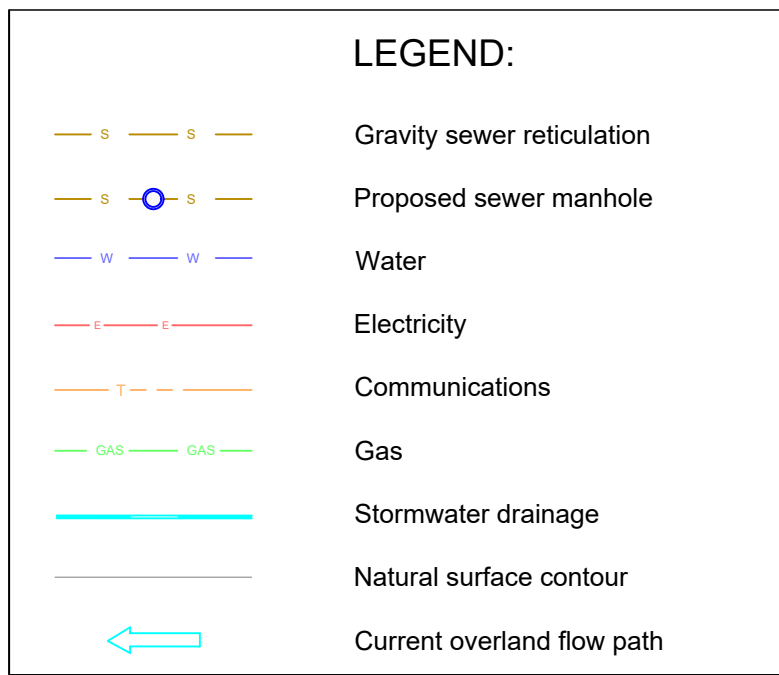 LEGEND:
S S Gravity sewer reticulation
S S Proposed sewer manhole
W W Water
E E Electricity
T Communications
GAS GAS Gas
Stormwater drainage
Natural surface contour
Current overland flow path